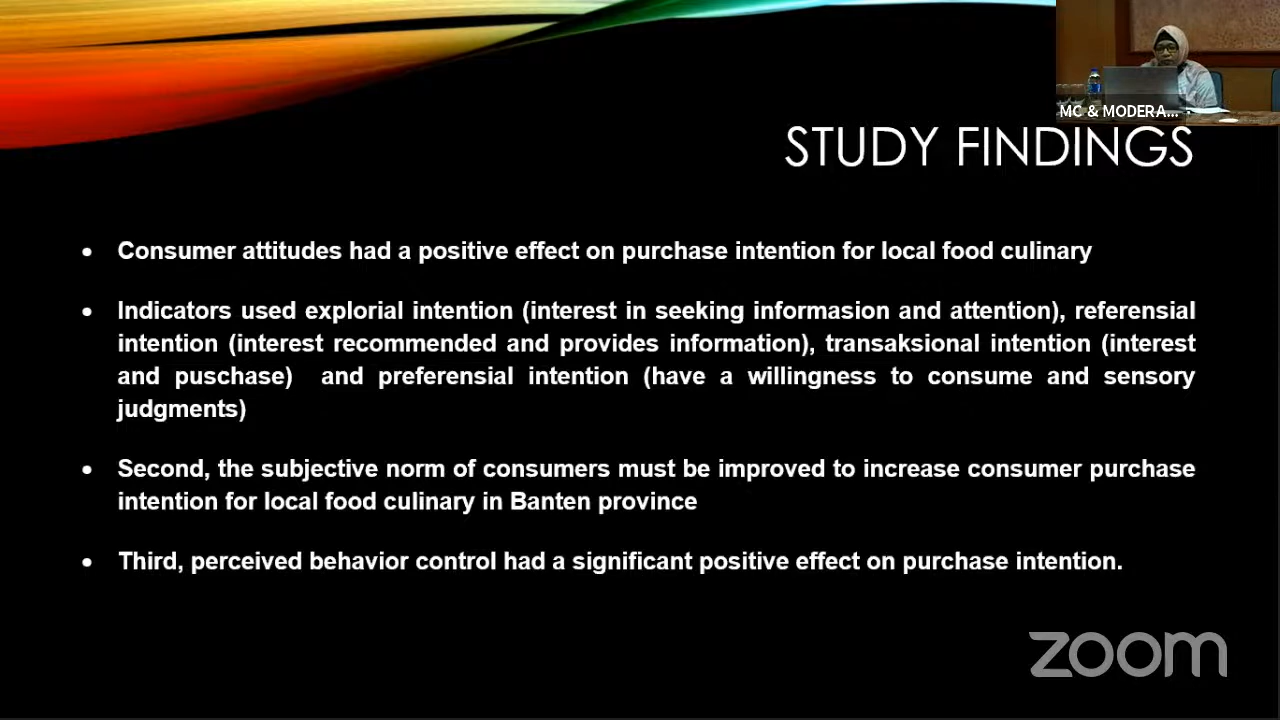 MC & MODERA...
STUDY FINDINGS
• Consumer attitudes had a positive effect on purchase intention for local food culinary
• Indicators used explorial intention (interest in seeking informasion and attention), referensial
intention (interest recommended and provides information), transaksional intention (interest
and puschase) and preferensial intention (have a willingness to consume and sensory
judgments)
• Second, the subjective norm of consumers must be improved to increase consumer purchase
intention for local food culinary in Banten province
• Third, perceived behavior control had a significant positive effect on purchase intention.
zoom